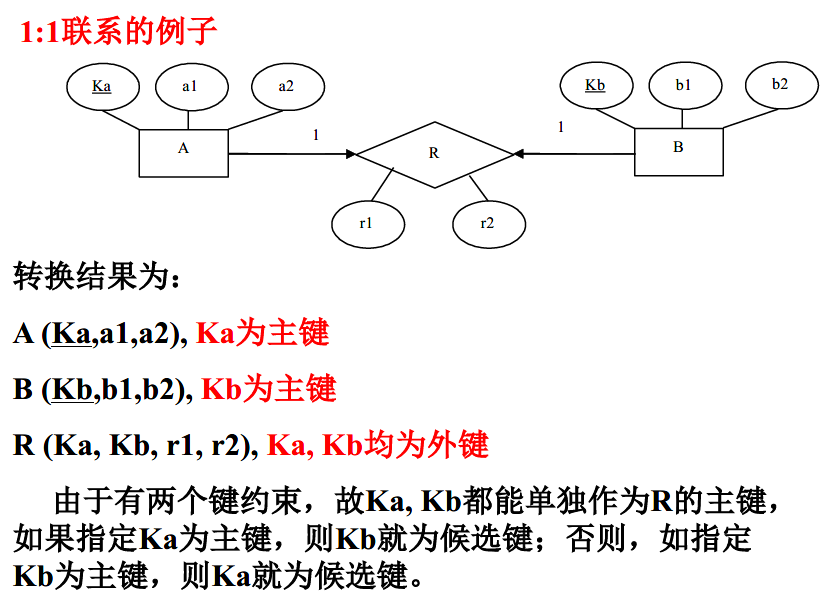 1:1联系的例子
Ka a1 a2 Kb b1 b2
1 1
A R B
r1 r2
转换结果为:
A (Ka,a1,a2), Ka为主键
B (Kb,b1,b2), Kb为主键
R (Ka, Kb, r1, r2), Ka, Kb均为外键
由于有两个键约束，故Ka, Kb都能单独作为R的主键，
如果指定Ka为主键，则Kb就为候选键；否则，如指定
Kb为主键，则Ka就为候选键。